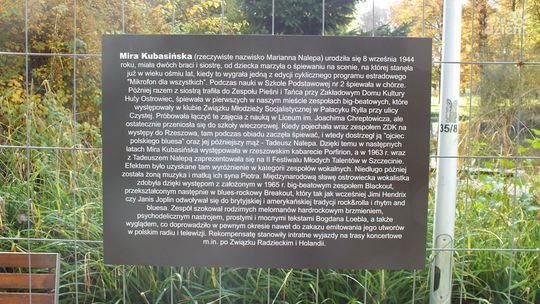 dzień
Mira Kubasińska (rzeczywiste nazwisko Marianna Nalepa) urodziła się 8 września 1944
roku, miała dwóch braci i siostrę, od dziecka marzyła o śpiewaniu na scenie, na której stanęła
już w wieku ośmiu lat, kiedy to wygrała jedną z edycji cyklicznego programu estradowego
"Mikrofon dla wszystkich". Podczas nauki w Szkole Podstawowej nr 2 śpiewała w chórze.
Później razem z siostrą trafiła do Zespołu Pieśni i Tańca przy Zakładowym Domu Kultury
Huty Ostrowiec, śpiewała w pierwszych w naszym mieście zespołach big-beatowych, które
występowały w klubie Związku Młodzieży Socjalistycznej w Pałacyku Rylla przy ulicy
Czystej. Próbowała łączyć te zajęcia z nauką w Liceum im. Joachima Chreptowicza, ale
ostatecznie przeniosła się do szkoły wieczorowej. Kiedy pojechała wraz zespołem ZDK na
występy do Rzeszowa, tam podczas obiadu zaczęła śpiewać, i wtedy dostrzegł ją "ojciec
polskiego bluesa" oraz jej późniejszy mąż - Tadeusz Nalepa. Dzięki temu w następnych
latach Mira Kubasińska występowała w rzeszowskim kabarecie Porfirion, a w 1963 r. wraz
z Tadeuszem Nalepą zaprezentowała się na II Festiwalu Młodych Talentów w Szczecinie.
Efektem było uzyskane tam wyróżnienie w kategorii zespołów wokalnych. Niedługo później
została żoną muzyka i matką ich syna Piotra. Międzynarodową sławę ostrowiecka wokalistka
zdobyła dzięki występom z założonym w 1965 r. big-beatowym zespołem Blackout,
przekształconym następnie w blues-rockowy Breakout, który tak jak wcześniej Jimi Hendrix
czy Janis Joplin odwoływał się do brytyjskiej i amerykańskiej tradycji rock&rolla i rhytm and
bluesa. Zespół szokował rodzimych melomanów hardrockowym brzmieniem,
psychodelicznym nastrojem, prostymi i mocnymi tekstami Bogdana Loebla, a także
wyglądem, co doprowadziło w pewnym okresie nawet do zakazu emitowania jego utworów
w polskim radiu i telewizji. Rekompensatę stanowiły intratne wyjazdy na trasy koncertowe
m.in. po Związku Radzieckim i Holandii.
35/8